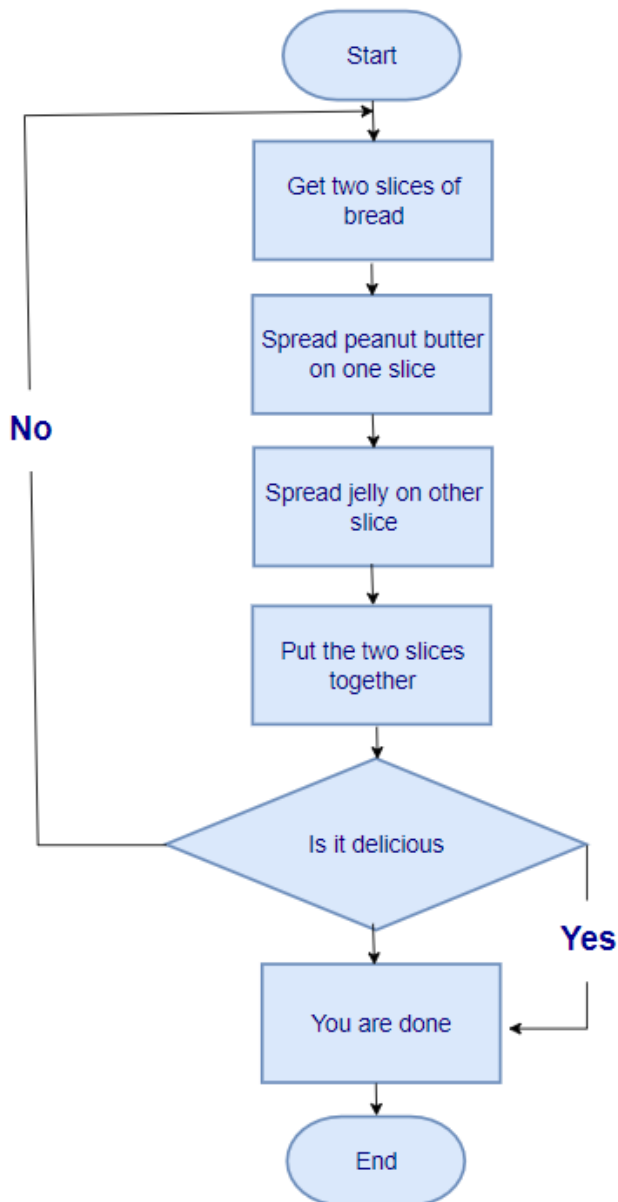 Start
Get two slices of
bread
Spread peanut butter
on one slice
No
Spread jelly on other
slice
Put the two slices
together
Is it delicious
Yes
You are done
End